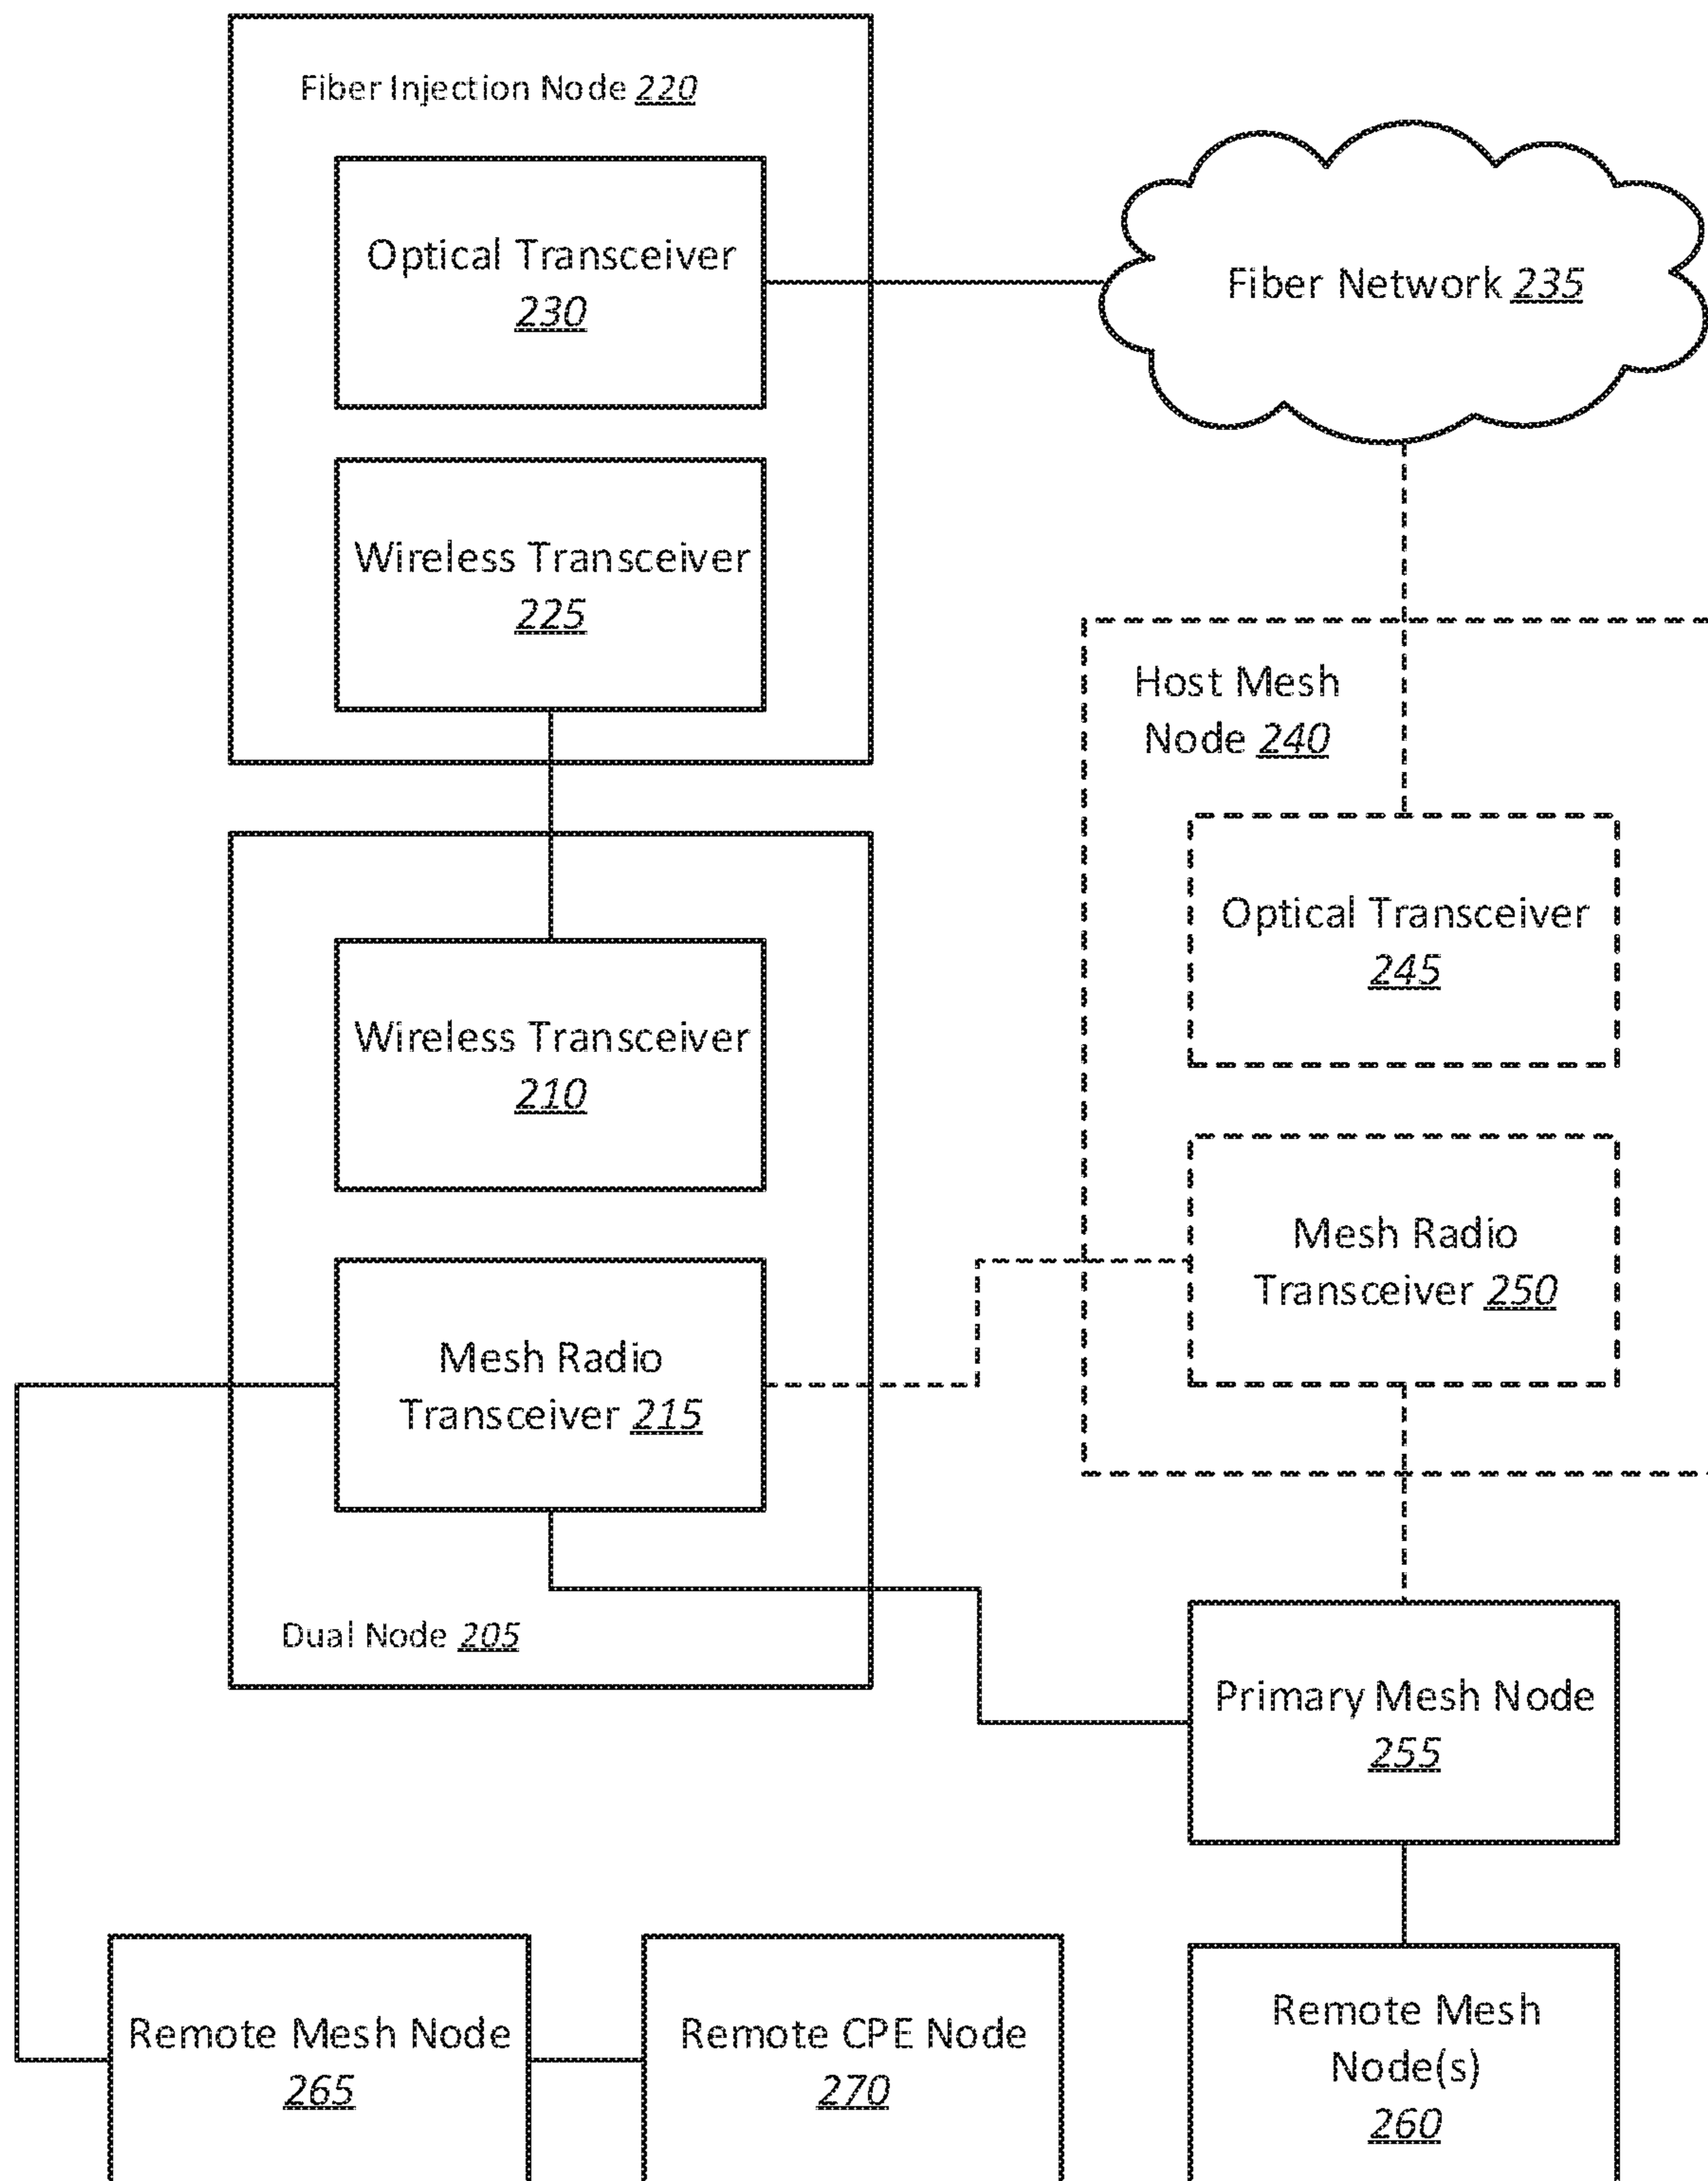 Fiber Injection Node 220
Optical Transceiver
230
Fiber Network 235
Wireless Transceiver
225
Host Mesh
Node 240
Optical Transceiver
245
Wireless Transceiver
210
Mesh Radio
Transceiver 250
Mesh Radio
Transceiver 215
Dual Node 205
Primary Mesh Node
255
Remote Mesh Node
265
Remote CPE Node
270
Remote Mesh
Node(s)
260